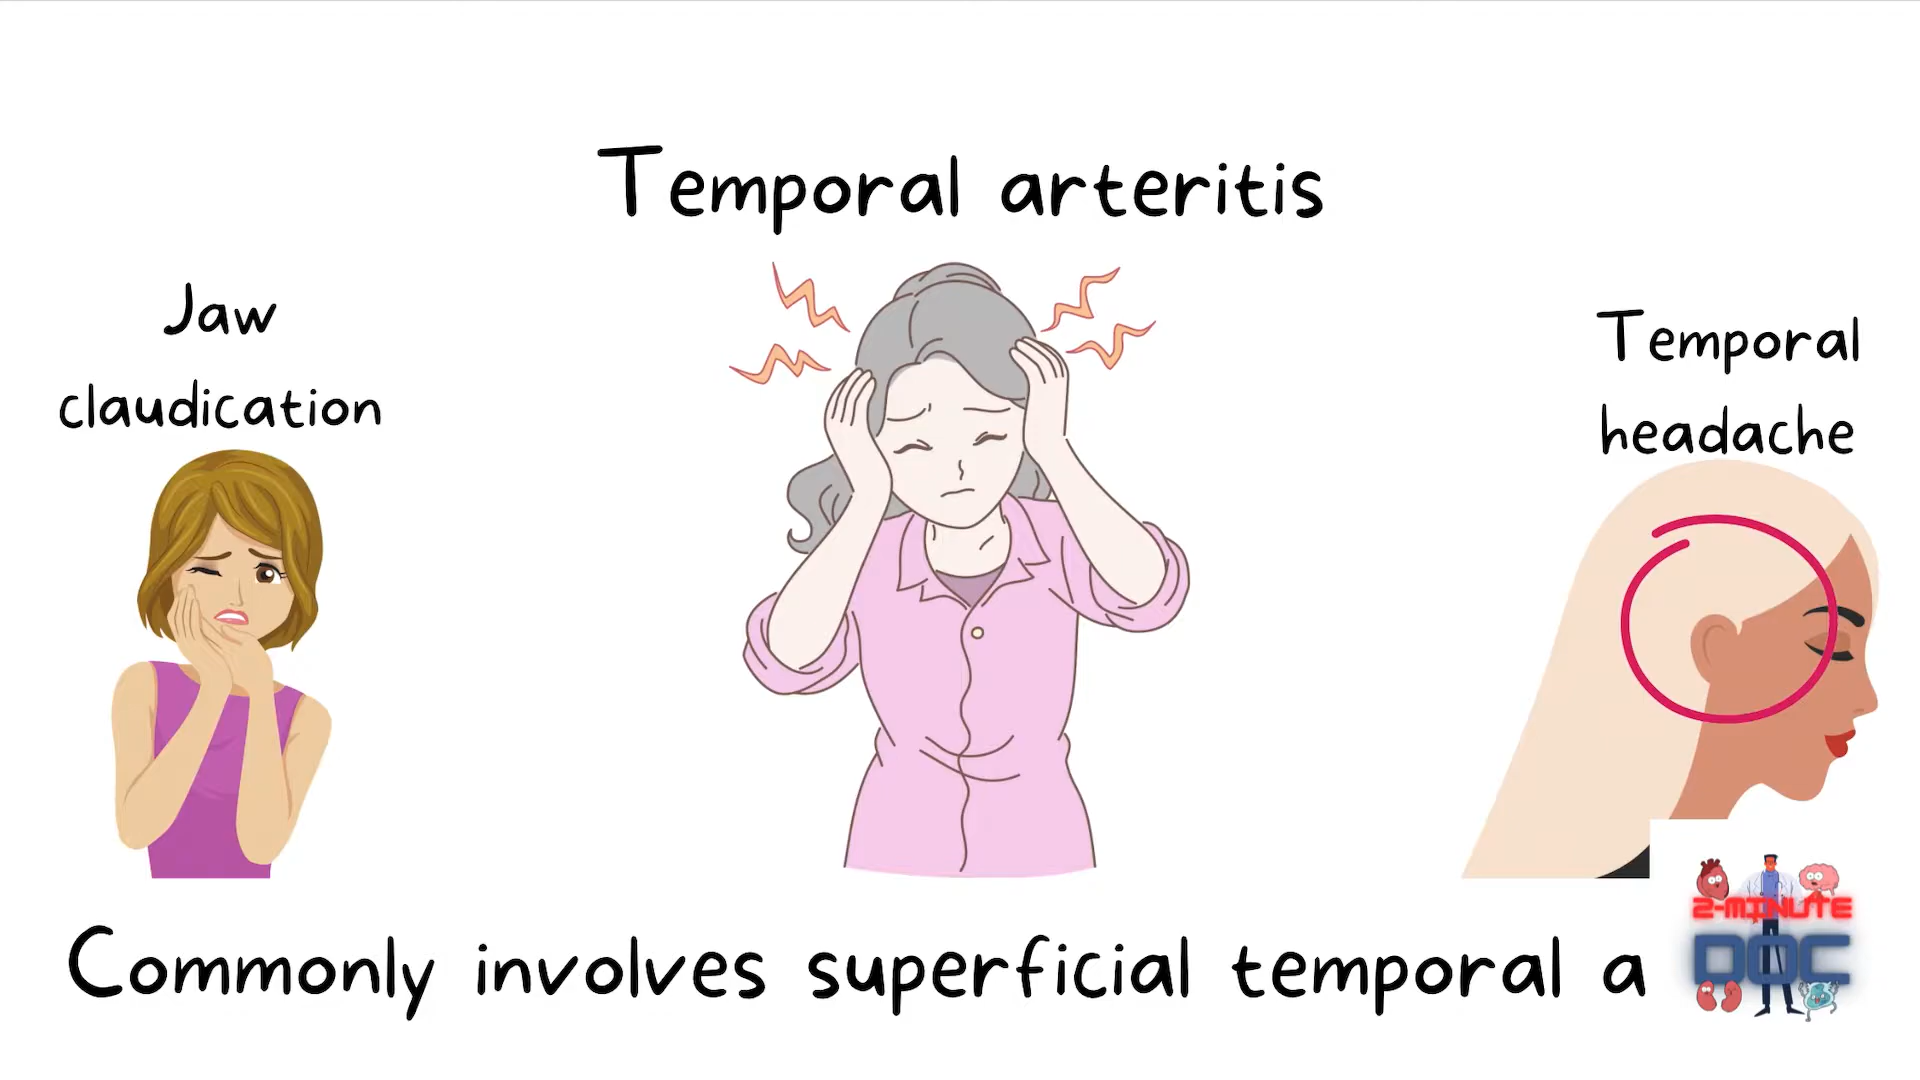 Temporal arteritis
Jaw
claudication
Temporal
headache
Commonly involves superficial temporal a
2-MINUTE
DOC